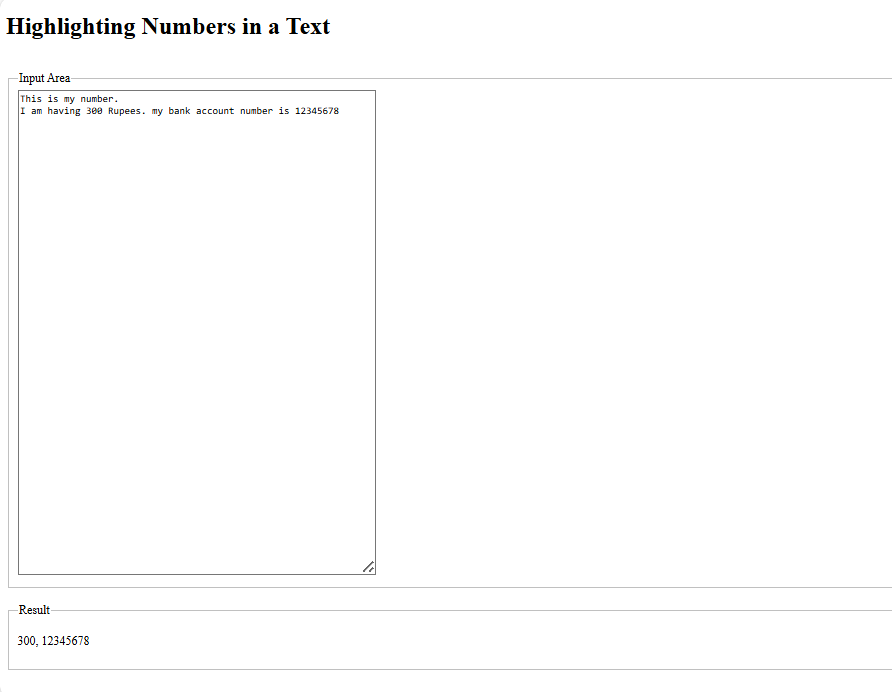 Highlighting Numbers in a Text
Input Area
This is my number.
I am having 300 Rupees. my bank account number is 12345678
Result
300, 12345678